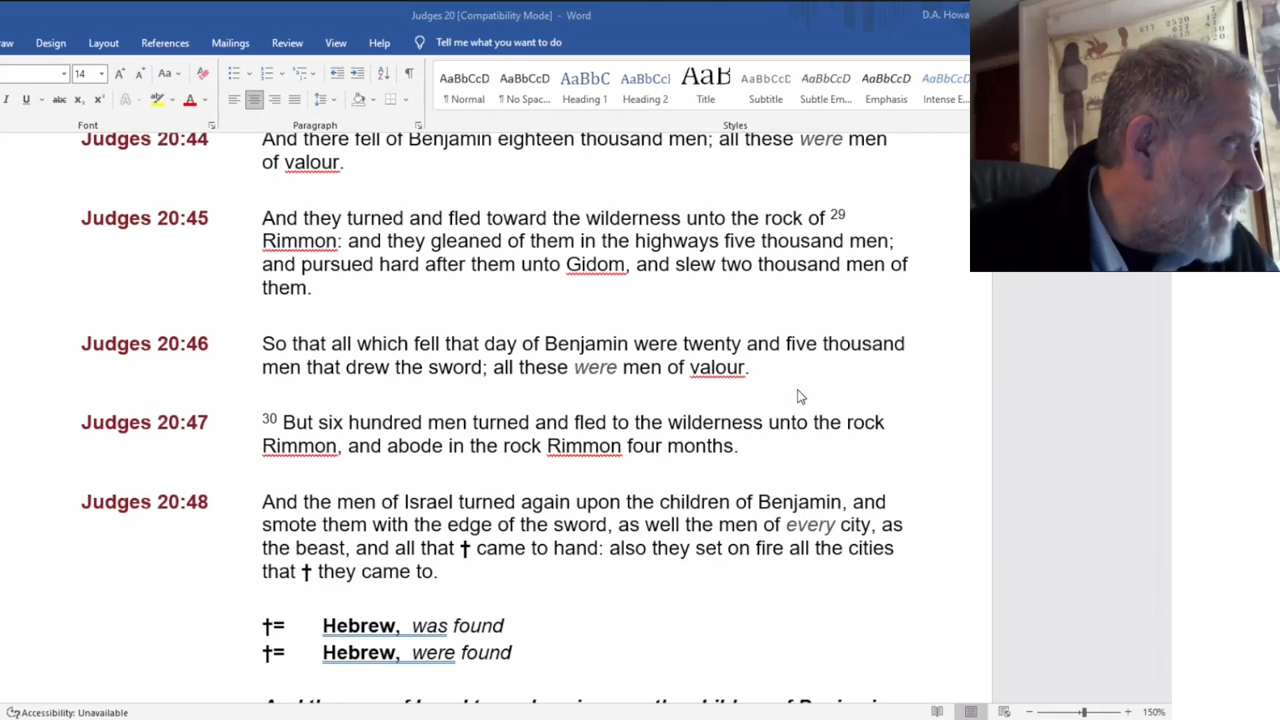 Judges 20 [Compatibility Mode] - Word
D.A. Howa
aw Design Layout References Mailings Review View Help Tell me what you want to do
14
AaBbCcD AaBbCcD AaBbC AaBbCcI AaB AaBbCcD AaBbCcD AaBbCcD AaBbCcD
¶ Normal ¶ No Spac... Heading 1 Heading 2 Title Subtitle Subtle Em... Emphasis Intense E...
Font Paragraph Styles
Judges 20:44 And there fell of Benjamin eighteen thousand men; all these were men
of valour.
Judges 20:45 And they turned and fled toward the wilderness unto the rock of 29
Rimmon: and they gleaned of them in the highways five thousand men;
and pursued hard after them unto Gidom, and slew two thousand men of
them.
Judges 20:46 So that all which fell that day of Benjamin were twenty and five thousand
men that drew the sword; all these were men of valour.
Judges 20:47 30 But six hundred men turned and fled to the wilderness unto the rock
Rimmon, and abode in the rock Rimmon four months.
Judges 20:48 And the men of Israel turned again upon the children of Benjamin, and
smote them with the edge of the sword, as well the men of every city, as
the beast, and all that † came to hand: also they set on fire all the cities
that † they came to.
†= Hebrew, was found
†= Hebrew, were found
Accessibility: Unavailable
150%